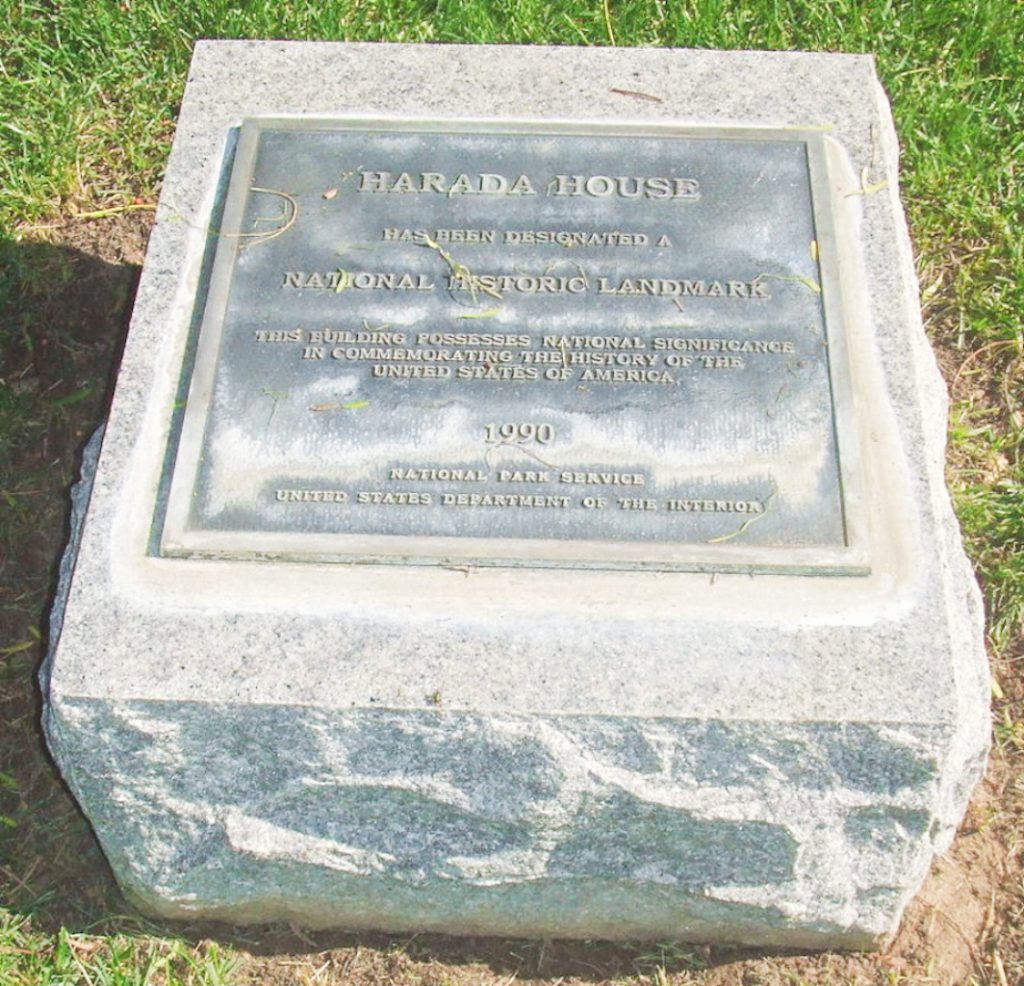 HARADA HOUSE
HAS BEEN DESIGNATED A
NATIONAL HISTORIC LANDMARK
THIS BUILDING POSSESSES NATIONAL SIGNIFICANCE
IN COMMEMORATING THE HISTORY OF THE
UNITED STATES OF AMERICA
1990
NATIONAL PARK SERVICE
UNITED STATES DEPARTMENT OF THE INTERIOR